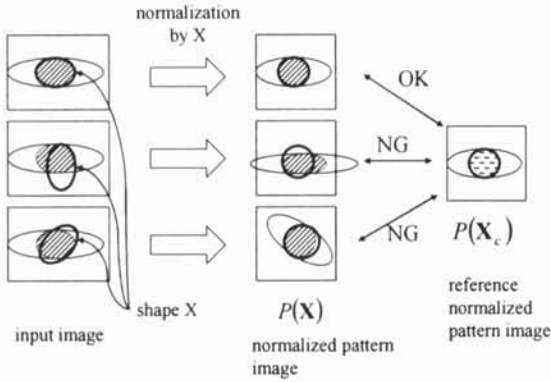 normalization
by X
OK
NG
NG
P(X_c)
shape X
P(X)
input image
normalized pattern
image
reference
normalized
pattern image